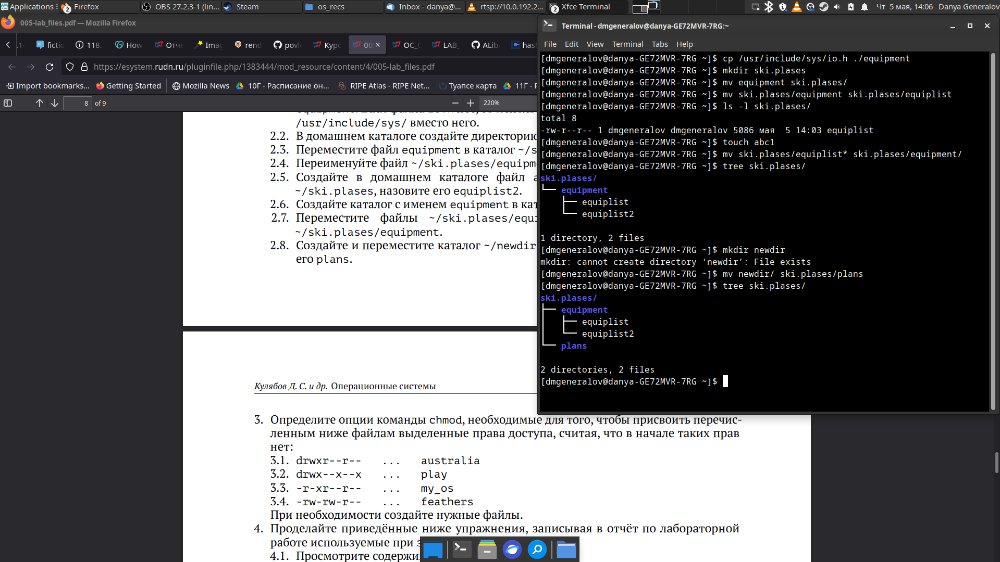 Applications
2
Firefox
OBS 27.2.3-1 (lin...
Steam
os_recs
Inbox - danya@...
rtsp://10.0.192.2...
2
Xfce Terminal
Чт 5 мая, 14:06
Danya Generalov
005-lab_files.pdf — Mozilla Firefox
fictio
118.
How
Отчё
Imag
rend
povle
Курс
00
OC_
LAB_
ALib
hash
https://esystem.rudn.ru/pluginfile.php/1383444/mod_resource/content/4/005-lab_files.pdf
Import bookmarks...
Getting Started
Mozilla News
10Г - Расписание он...
RIPE Atlas - RIPE Net...
Туапсе карта
11Г - Р
8
of 9
220%
/usr/include/sys/ вместо него.
2.2. В домашнем каталоге создайте директорию
2.3. Переместите файл equipment в каталог ~/s
2.4. Переименуйте файл ~/ski.plases/equipm
2.5. Создайте в домашнем каталоге файл a
~/ski.plases, назовите его equiplist2.
2.6. Создайте каталог с именем equipment в кат
2.7. Переместите файлы ~/ski.plases/equi
~/ski.plases/equipment.
2.8. Создайте и переместите каталог ~/newdir
его plans.
Кулябов Д. С. и др. Операционные системы
3. Определите опции команды chmod, необходимые для того, чтобы присвоить перечис-
ленным ниже файлам выделенные права доступа, считая, что в начале таких прав
нет:
3.1. drwxr--r-- ... australia
3.2. drwx--x--x ... play
3.3. -r-xr--r-- ... my_os
3.4. -rw-rw-r-- ... feathers
При необходимости создайте нужные файлы.
4. Проделайте приведённые ниже упражнения, записывая в отчёт по лабораторной
работе используемые при э
4.1. Просмотрите содержи
Terminal - dmgeneralov@danya-GE72MVR-7RG:~
File Edit View Terminal Tabs Help
[dmgeneralov@danya-GE72MVR-7RG ~]$ cp /usr/include/sys/io.h ./equipment
[dmgeneralov@danya-GE72MVR-7RG ~]$ mkdir ski.plases
[dmgeneralov@danya-GE72MVR-7RG ~]$ mv equipment ski.plases/
[dmgeneralov@danya-GE72MVR-7RG ~]$ mv ski.plases/equipment ski.plases/equiplist
[dmgeneralov@danya-GE72MVR-7RG ~]$ ls -l ski.plases/
total 8
-rw-r--r-- 1 dmgeneralov dmgeneralov 5086 мая  5 14:03 equiplist
[dmgeneralov@danya-GE72MVR-7RG ~]$ touch abc1
[dmgeneralov@danya-GE72MVR-7RG ~]$ mv ski.plases/equiplist* ski.plases/equipment/
[dmgeneralov@danya-GE72MVR-7RG ~]$ tree ski.plases/
ski.plases/
└── equipment
    ├── equiplist
    └── equiplist2
1 directory, 2 files
[dmgeneralov@danya-GE72MVR-7RG ~]$ mkdir newdir
mkdir: cannot create directory ‘newdir’: File exists
[dmgeneralov@danya-GE72MVR-7RG ~]$ mv newdir/ ski.plases/plans
[dmgeneralov@danya-GE72MVR-7RG ~]$ tree ski.plases/
ski.plases/
├── equipment
│   ├── equiplist
│   └── equiplist2
└── plans
2 directories, 2 files
[dmgeneralov@danya-GE72MVR-7RG ~]$